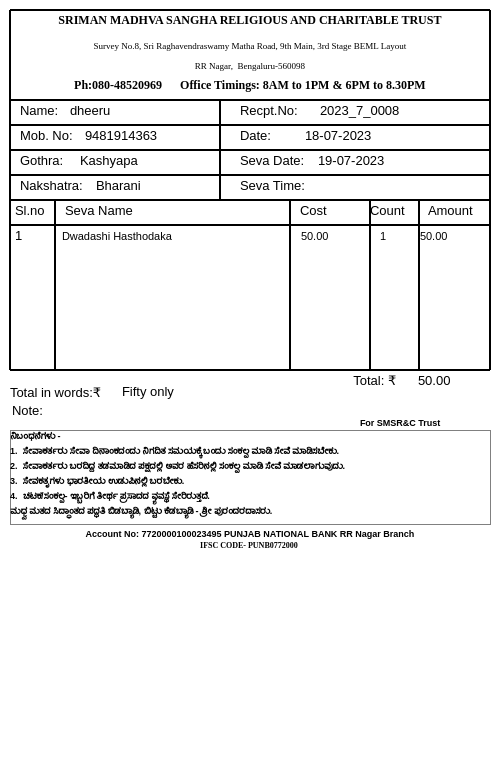 SRIMAN MADHVA SANGHA RELIGIOUS AND CHARITABLE TRUST
Survey No.8, Sri Raghavendraswamy Matha Road, 9th Main, 3rd Stage BEML Layout
RR Nagar, Bengaluru-560098
Ph:080-48520969 Office Timings: 8AM to 1PM & 6PM to 8.30PM
Name: dheeru Recpt.No: 2023_7_0008
Mob. No: 9481914363 Date: 18-07-2023
Gothra: Kashyapa Seva Date: 19-07-2023
Nakshatra: Bharani Seva Time:
Sl.no Seva Name Cost Count Amount
1 Dwadashi Hasthodaka 50.00 1 50.00
Total: ₹ 50.00
Total in words:₹ Fifty only
Note:
For SMSR&C Trust
ನಿಬಂಧನೆಗಳು -
1. ಸೇವಾಕರ್ತರು ಸೇವಾ ದಿನಾಂಕದಂದು ನಿಗದಿತ ಸಮಯಕ್ಕೆ ಬಂದು ಸಂಕಲ್ಪ ಮಾಡಿ ಸೇವೆ ಮಾಡಿಸಬೇಕು.
2. ಸೇವಾಕರ್ತರು ಬರದಿದ್ದ ತಡಮಾಡಿದ ಪಕ್ಷದಲ್ಲಿ ಅವರ ಹೆಸರಿನಲ್ಲಿ ಸಂಕಲ್ಪ ಮಾಡಿ ಸೇವೆ ಮಾಡಲಾಗುವುದು.
3. ಸೇವಕತೃಗಳು ಭಾರತೀಯ ಉಡುಪಿನಲ್ಲಿ ಬರಬೇಕು.
4. ಇಬ್ಬರಿಗೆ ತೀರ್ಥ ಪ್ರಸಾದದ ವ್ಯವಸ್ಥೆ ಸೇರಿರುತ್ತದೆ.
ಮಧ್ವ ಮತದ ಸಿದ್ಧಾಂತದ ಪದ್ಧತಿ ಬಿಡಬ್ಯಾಡಿ, ಬಿಟ್ಟು ಕೆಡಬ್ಯಾಡಿ - ಶ್ರೀ ಪುರಂದರದಾಸರು.
Account No: 7720000100023495 PUNJAB NATIONAL BANK RR Nagar Branch
IFSC CODE- PUNB0772000